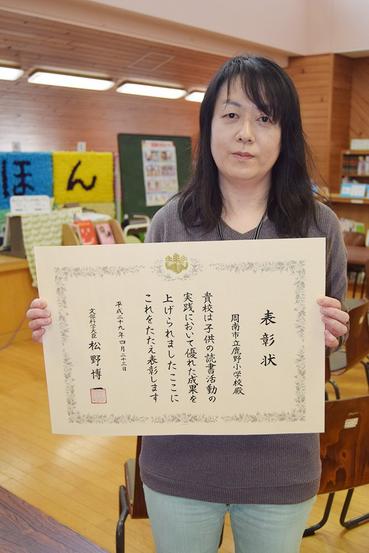 ほん
表彰状
周南市立鹿野小学校殿
貴校は子供の読書活動の
実践において優れた成果を
上げられましたここに
これをたたえ表彰します
平成二十九年四月二十三日
文部科学大臣 松野博一